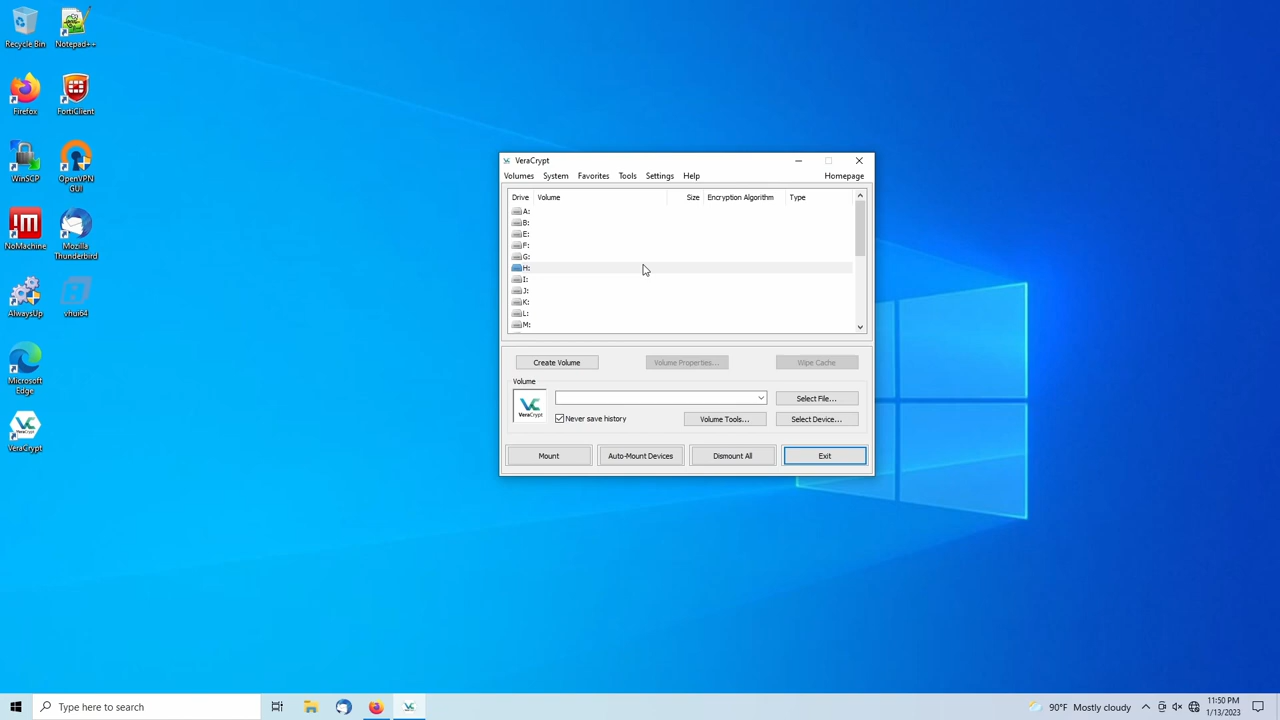 Recycle Bin
Notepad++
Firefox
FortiClient
WinSCP
OpenVPN
GUI
NoMachine
Mozilla
Thunderbird
AlwaysUp
vnui64
Microsoft
Edge
VeraCrypt
VeraCrypt
Volumes System Favorites Tools Settings Help Homepage
Drive Volume Size Encryption Algorithm Type
A:
B:
E:
F:
G:
H:
I:
J:
K:
L:
M:
Create Volume Volume Properties... Wipe Cache
Volume
VC
VeraCrypt
Select File...
Never save history Volume Tools... Select Device...
Mount Auto-Mount Devices Dismount All Exit
Type here to search
90°F Mostly cloudy
11:50 PM
1/13/2023